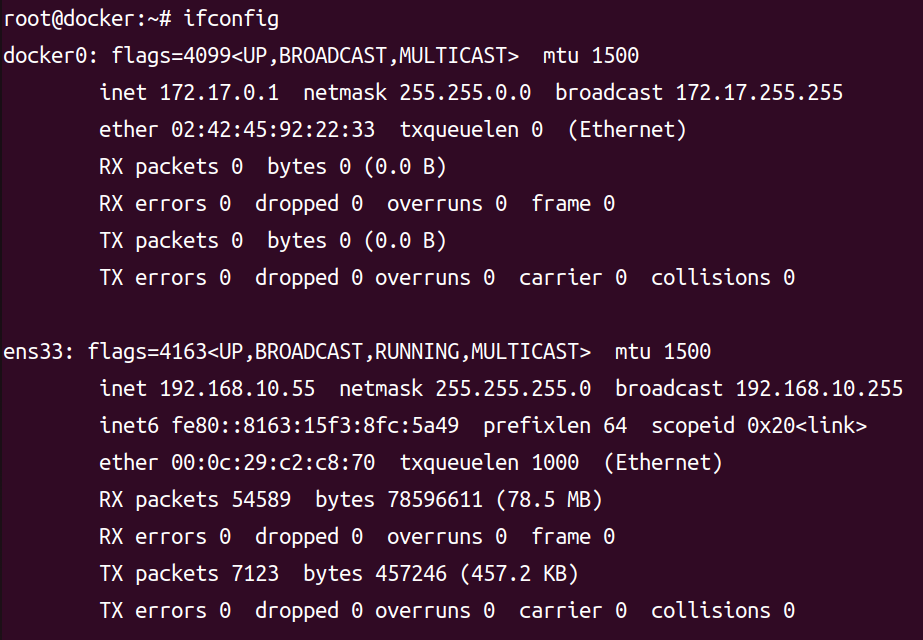 root@docker:~# ifconfig
docker0: flags=4099<UP,BROADCAST,MULTICAST>  mtu 1500
        inet 172.17.0.1  netmask 255.255.0.0  broadcast 172.17.255.255
        ether 02:42:45:92:22:33  txqueuelen 0  (Ethernet)
        RX packets 0  bytes 0 (0.0 B)
        RX errors 0  dropped 0  overruns 0  frame 0
        TX packets 0  bytes 0 (0.0 B)
        TX errors 0  dropped 0 overruns 0  carrier 0  collisions 0

ens33: flags=4163<UP,BROADCAST,RUNNING,MULTICAST>  mtu 1500
        inet 192.168.10.55  netmask 255.255.255.0  broadcast 192.168.10.255
        inet6 fe80::8163:15f3:8fc:5a49  prefixlen 64  scopeid 0x20<link>
        ether 00:0c:29:c2:c8:70  txqueuelen 1000  (Ethernet)
        RX packets 54589  bytes 78596611 (78.5 MB)
        RX errors 0  dropped 0  overruns 0  frame 0
        TX packets 7123  bytes 457246 (457.2 KB)
        TX errors 0  dropped 0 overruns 0  carrier 0  collisions 0